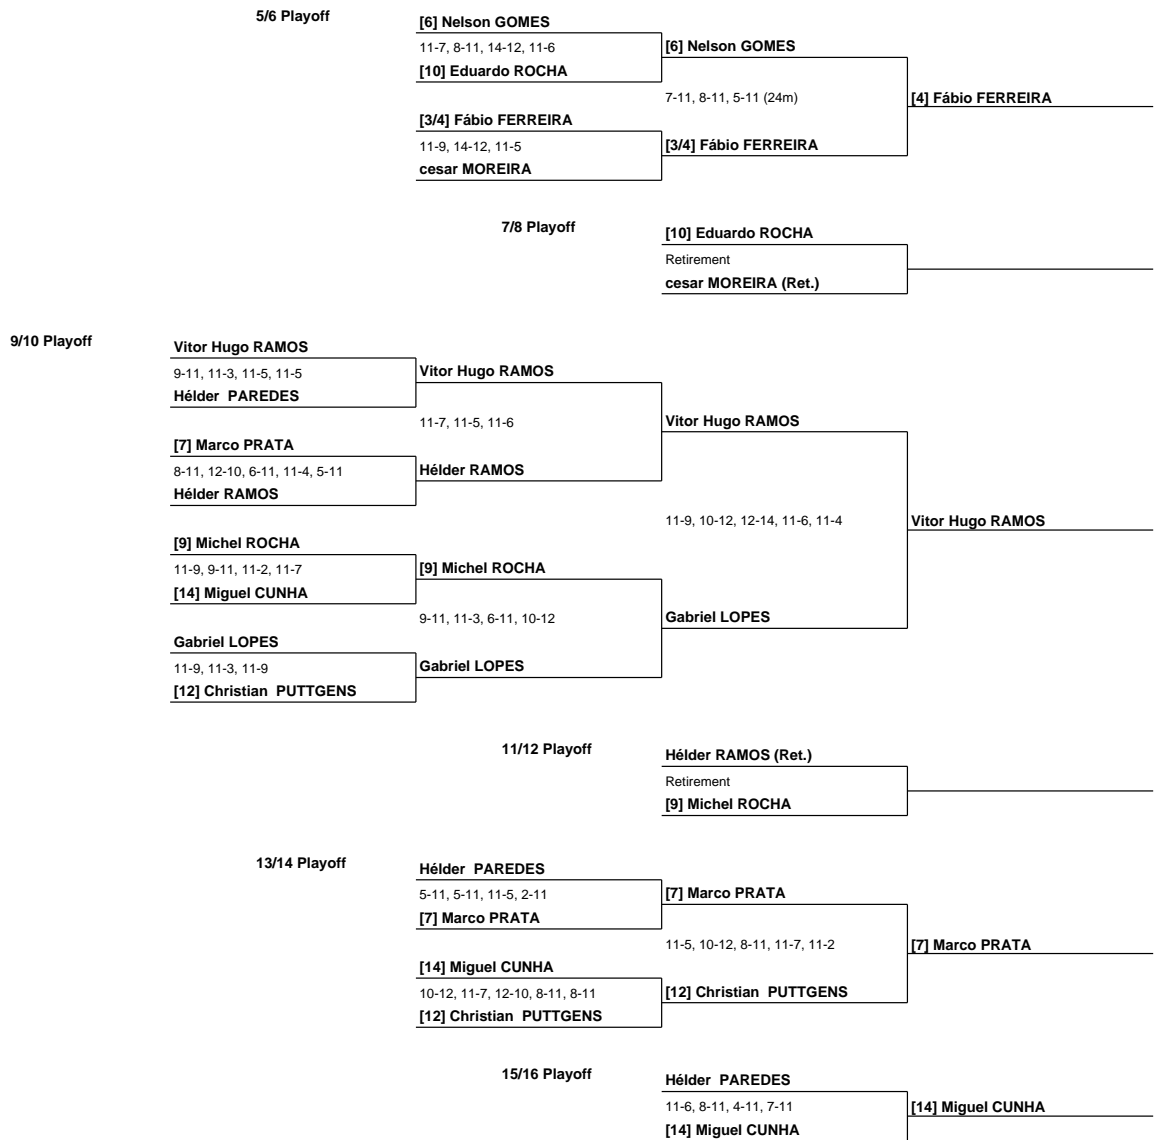 5/6 Playoff
[6] Nelson GOMES
11-7, 8-11, 14-12, 11-6
[10] Eduardo ROCHA
[6] Nelson GOMES
7-11, 8-11, 5-11 (24m)
[4] Fábio FERREIRA
[3/4] Fábio FERREIRA
11-9, 14-12, 11-5
cesar MOREIRA
[3/4] Fábio FERREIRA
7/8 Playoff
[10] Eduardo ROCHA
Retirement
cesar MOREIRA (Ret.)
9/10 Playoff
Vitor Hugo RAMOS
9-11, 11-3, 11-5, 11-5
Hélder PAREDES
Vitor Hugo RAMOS
11-7, 11-5, 11-6
Vitor Hugo RAMOS
[7] Marco PRATA
8-11, 12-10, 6-11, 11-4, 5-11
Hélder RAMOS
Hélder RAMOS
11-9, 10-12, 12-14, 11-6, 11-4
Vitor Hugo RAMOS
[9] Michel ROCHA
11-9, 9-11, 11-2, 11-7
[14] Miguel CUNHA
[9] Michel ROCHA
9-11, 11-3, 6-11, 10-12
Gabriel LOPES
Gabriel LOPES
11-9, 11-3, 11-9
[12] Christian PUTTGENS
Gabriel LOPES
11/12 Playoff
Hélder RAMOS (Ret.)
Retirement
[9] Michel ROCHA
13/14 Playoff
Hélder PAREDES
5-11, 5-11, 11-5, 2-11
[7] Marco PRATA
[7] Marco PRATA
11-5, 10-12, 8-11, 11-7, 11-2
[7] Marco PRATA
[14] Miguel CUNHA
10-12, 11-7, 12-10, 8-11, 8-11
[12] Christian PUTTGENS
[12] Christian PUTTGENS
15/16 Playoff
Hélder PAREDES
11-6, 8-11, 4-11, 7-11
[14] Miguel CUNHA
[14] Miguel CUNHA